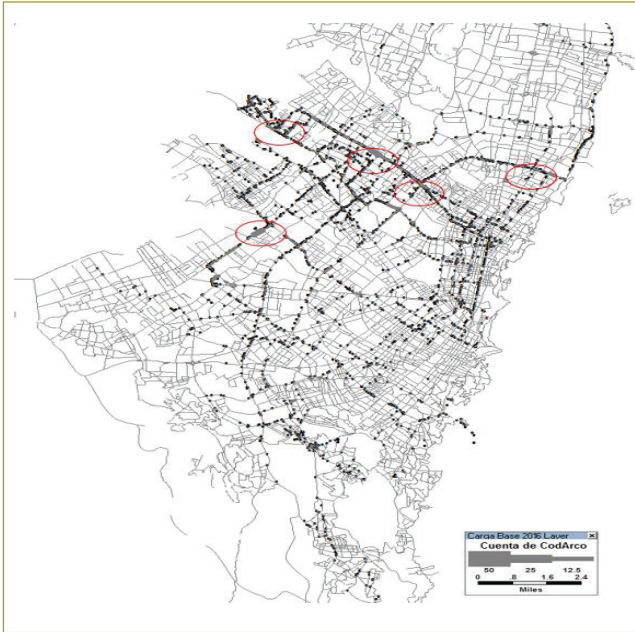 Carga Base 2016 Layer
Cuenta de CodArco
50 25 12.5
0 .8 1.6 2.4
Miles